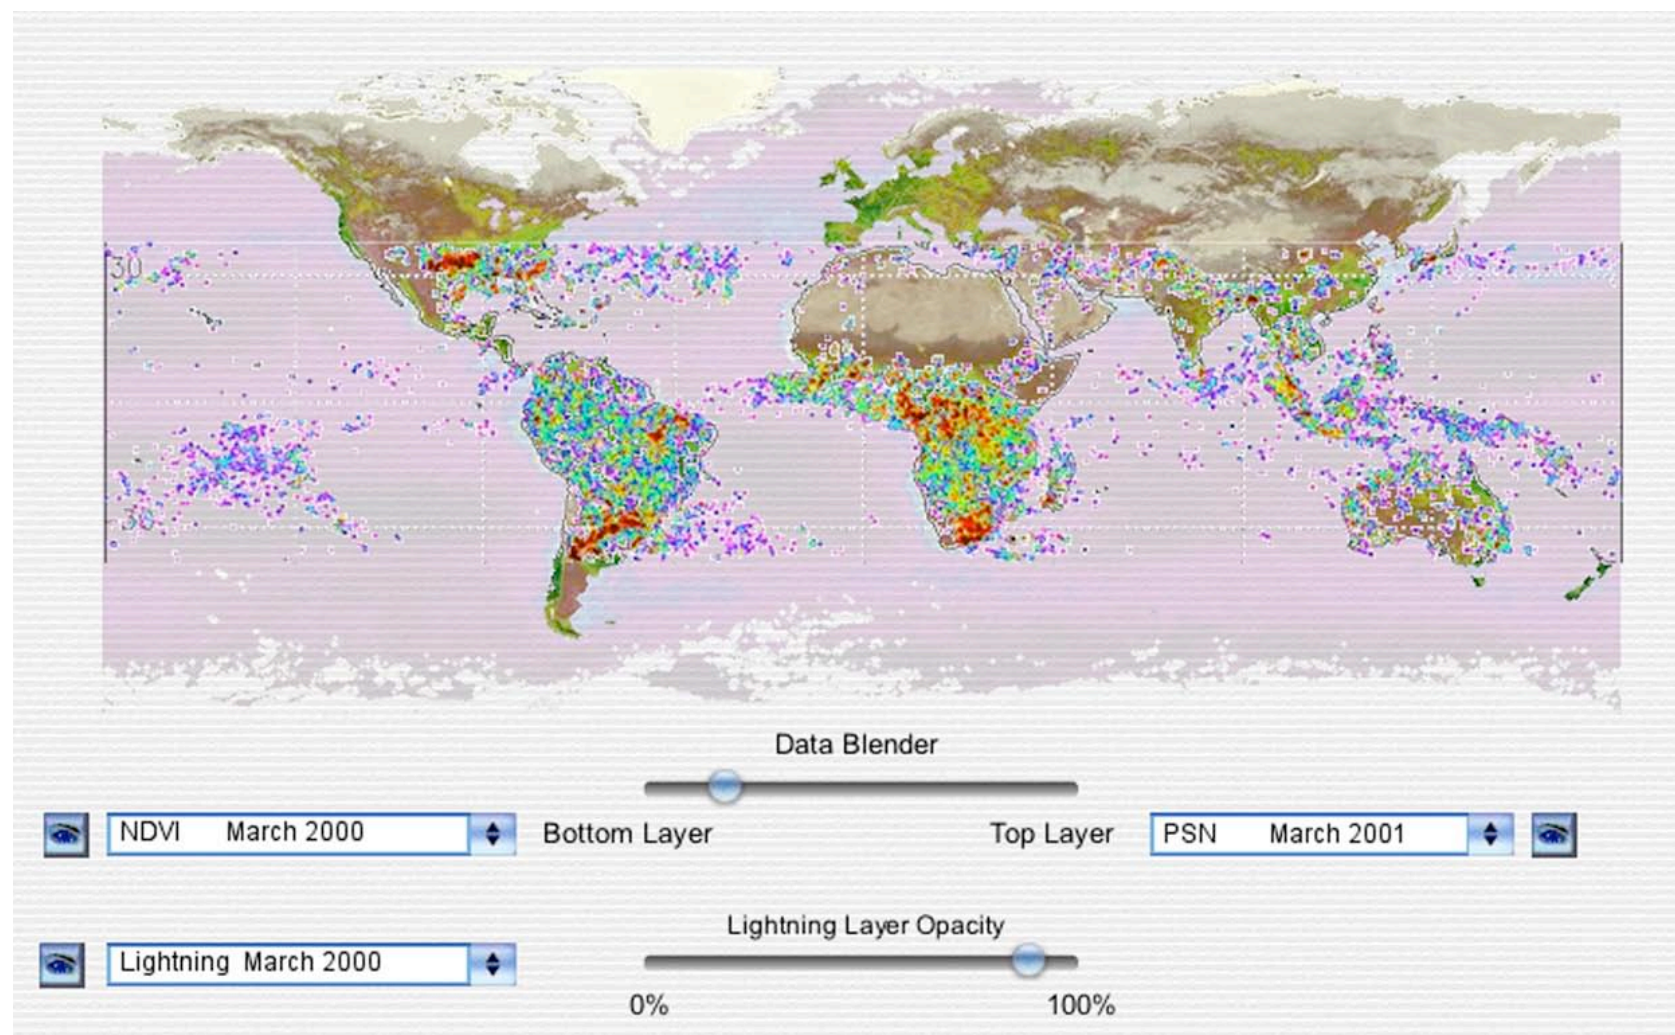 30
-30
Data Blender
NDVI March 2000
Bottom Layer
Top Layer
PSN March 2001
Lightning Layer Opacity
Lightning March 2000
0%
100%